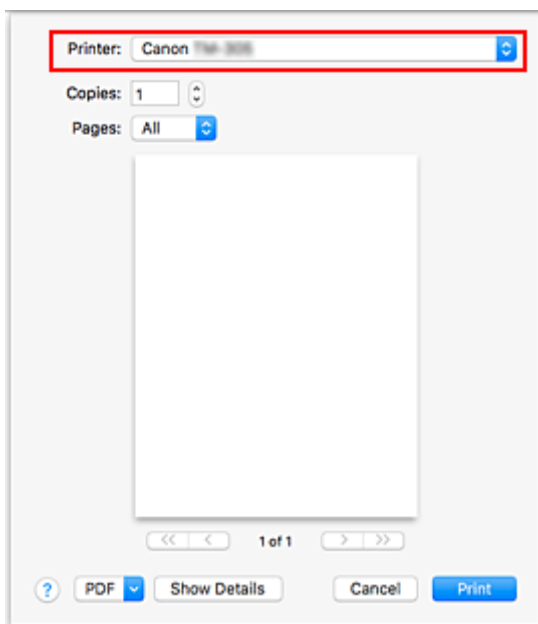 Printer: Canon
Copies: 1
Pages: All
<< < 1 of 1 > >>
? PDF Show Details Cancel Print